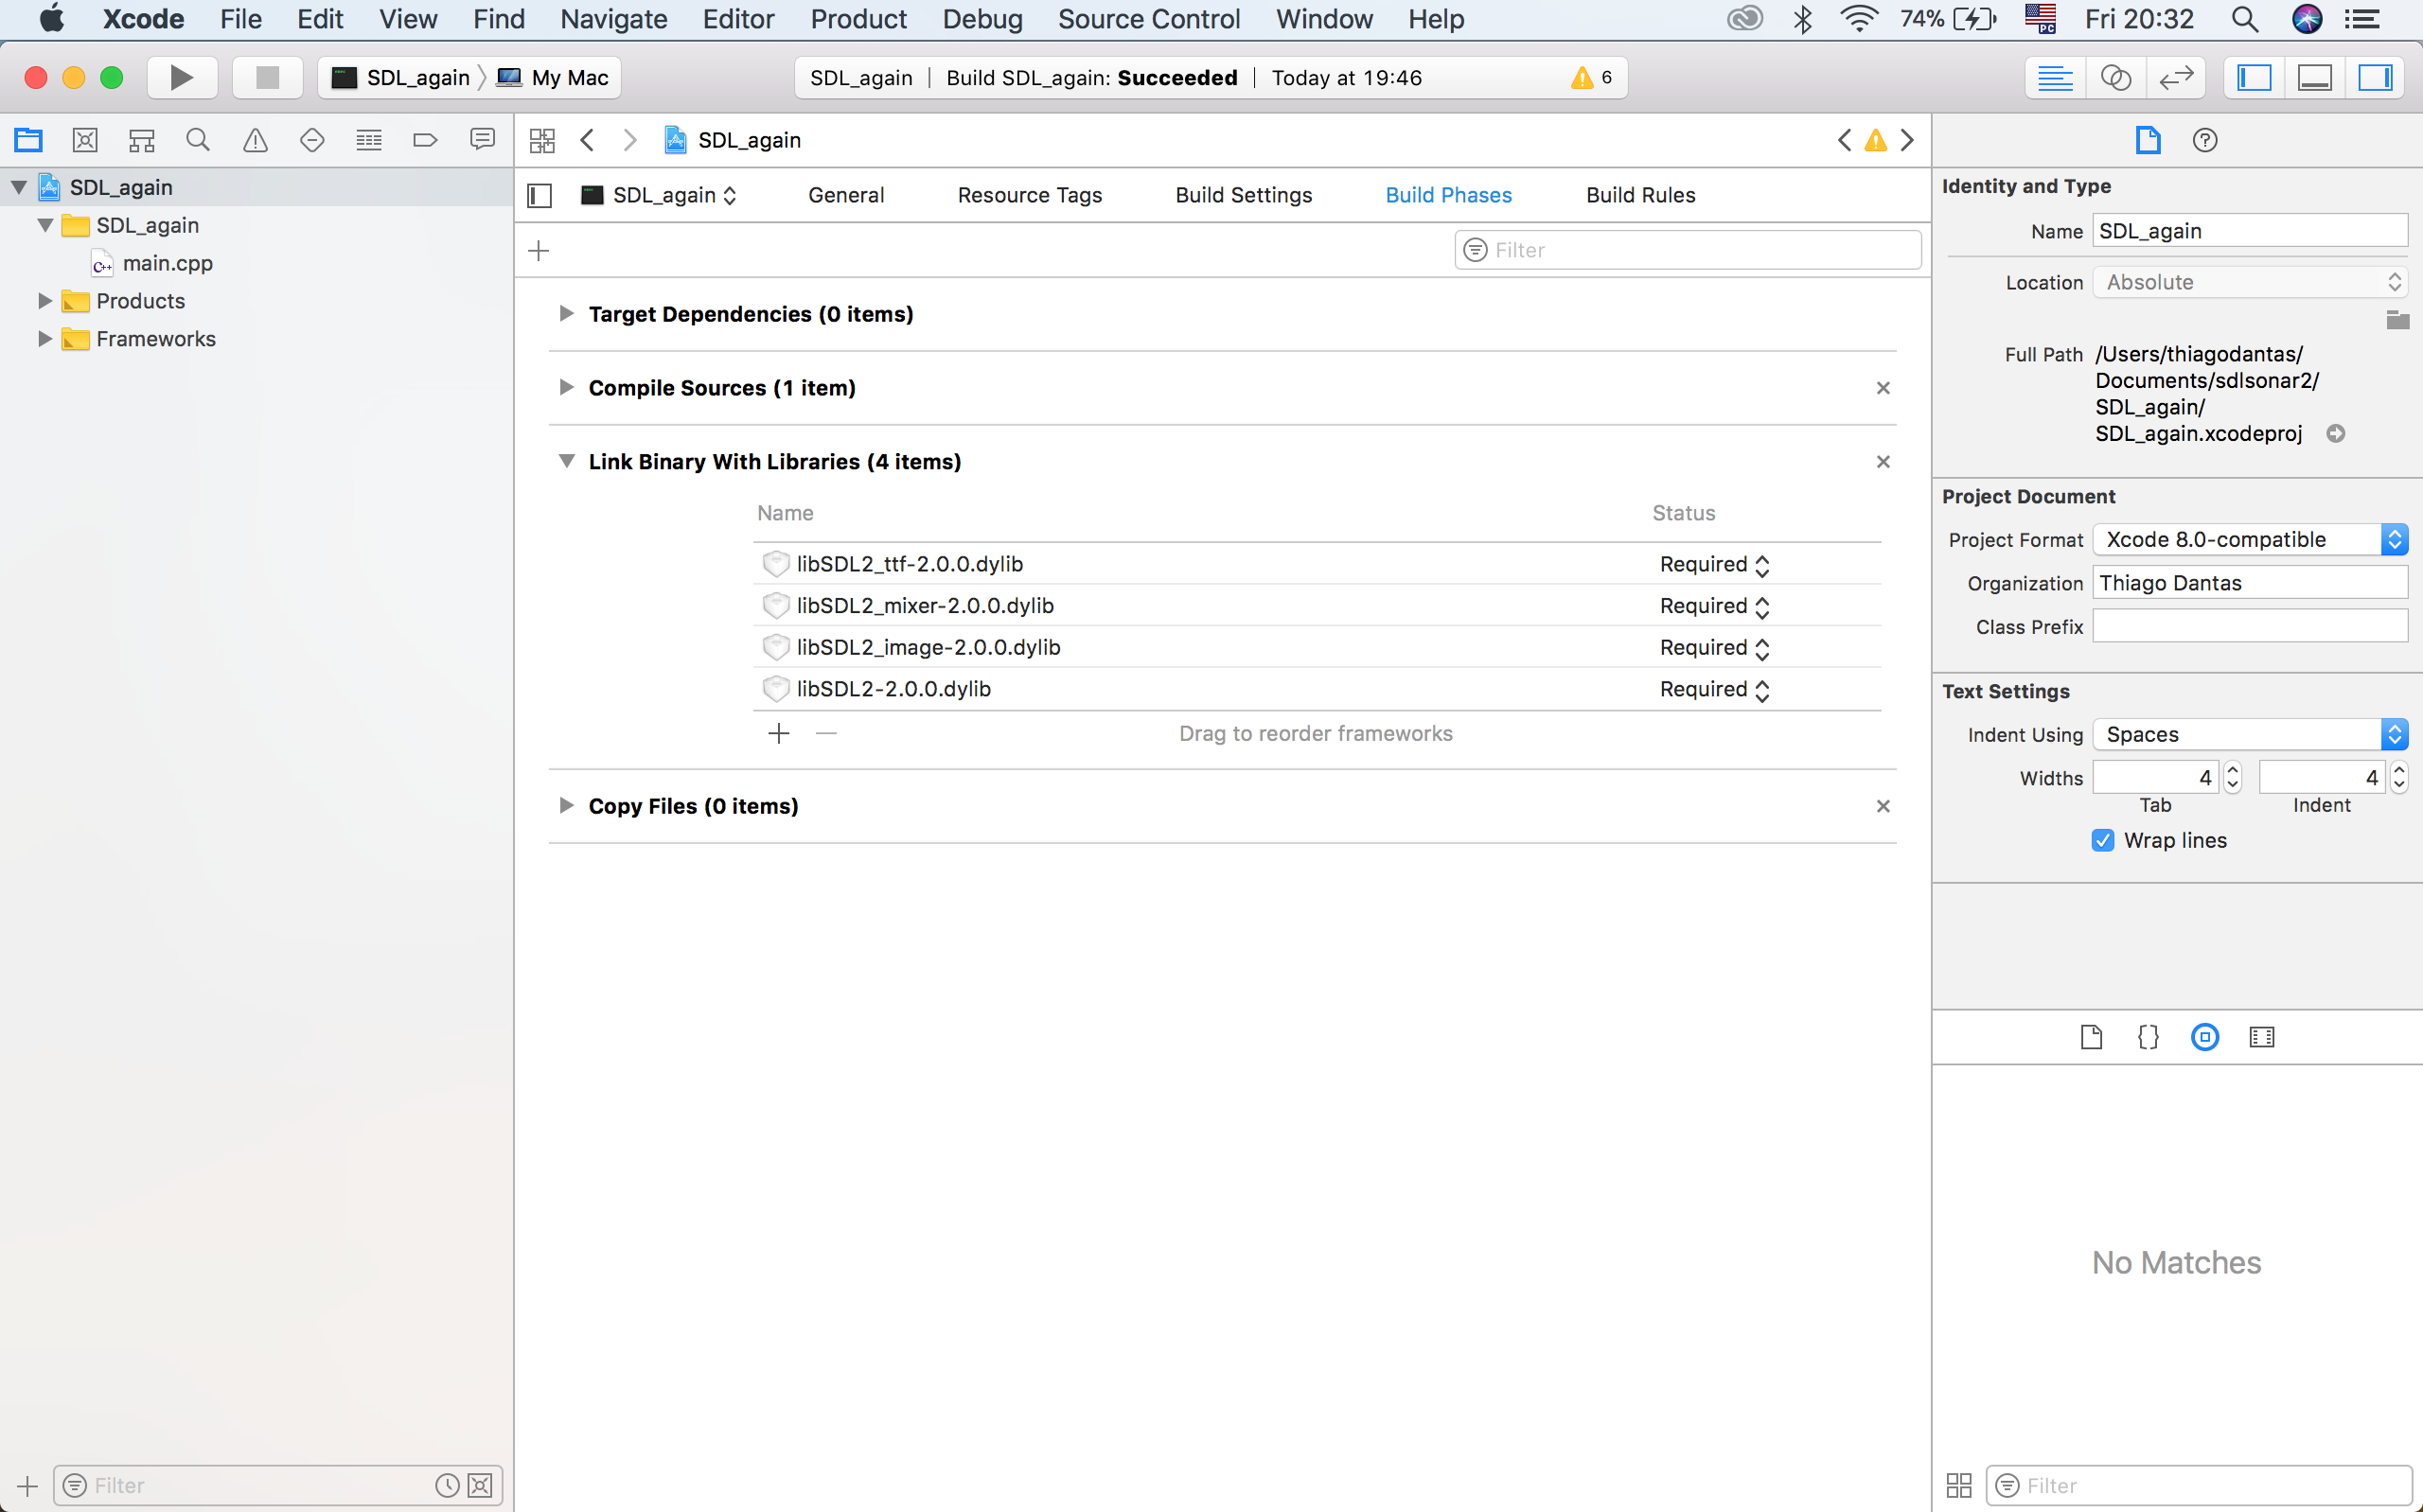 Xcode File Edit View Find Navigate Editor Product Debug Source Control Window Help 74% PC Fri 20:32
SDL_again My Mac SDL_again | Build SDL_again: Succeeded | Today at 19:46 6
SDL_again
SDL_again
SDL_again
C++ main.cpp
Products
Frameworks
Filter
SDL_again General Resource Tags Build Settings Build Phases Build Rules
Filter
Target Dependencies (0 items)
Compile Sources (1 item)
Link Binary With Libraries (4 items)
Name Status
libSDL2_ttf-2.0.0.dylib Required
libSDL2_mixer-2.0.0.dylib Required
libSDL2_image-2.0.0.dylib Required
libSDL2-2.0.0.dylib Required
Drag to reorder frameworks
Copy Files (0 items)
Identity and Type
Name SDL_again
Location Absolute
Full Path /Users/thiagodantas/
Documents/sdlsonar2/
SDL_again/
SDL_again.xcodeproj
Project Document
Project Format Xcode 8.0-compatible
Organization Thiago Dantas
Class Prefix
Text Settings
Indent Using Spaces
Widths 4 4
Tab Indent
Wrap lines
No Matches
Filter